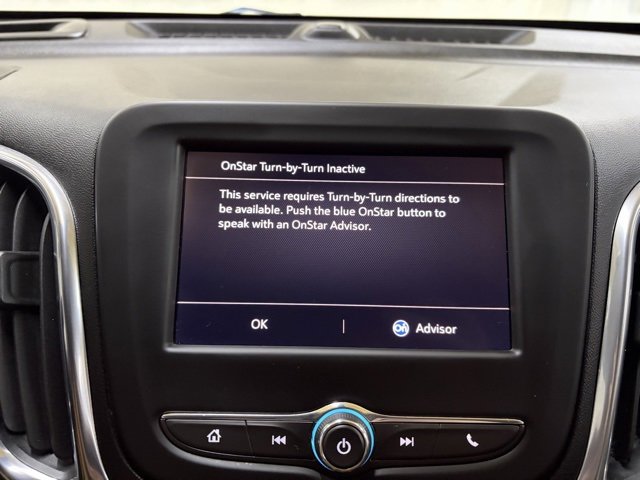 OnStar Turn-by-Turn Inactive
This service requires Turn-by-Turn directions to
be available. Push the blue OnStar button to
speak with an OnStar Advisor.
OK
On Advisor